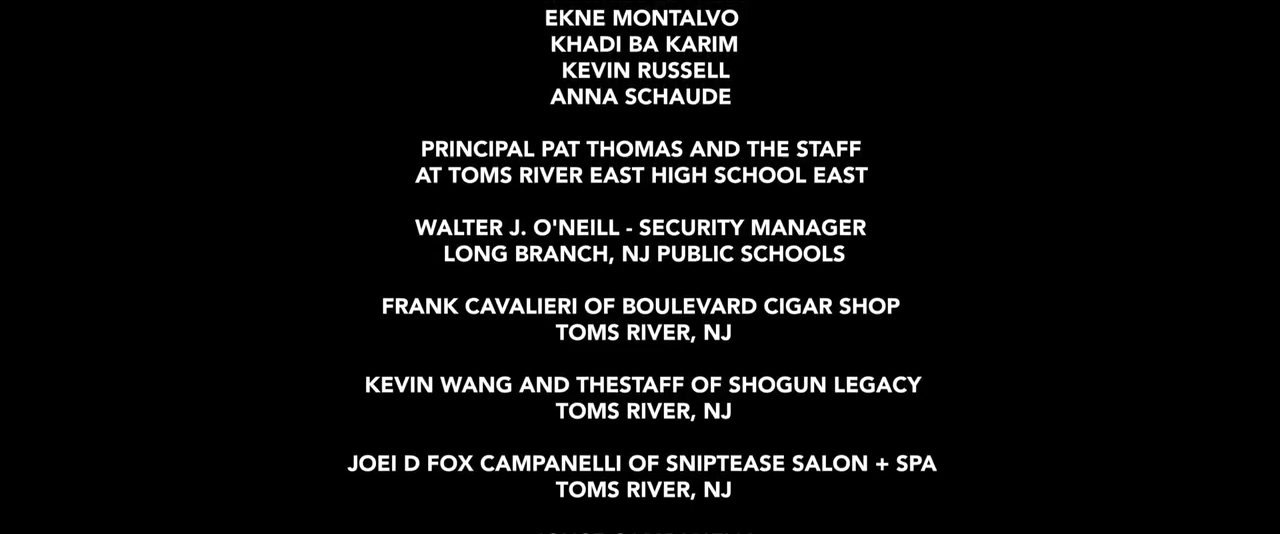 EKNE MONTALVO
KHADI BA KARIM
KEVIN RUSSELL
ANNA SCHAUDE
PRINCIPAL PAT THOMAS AND THE STAFF
AT TOMS RIVER EAST HIGH SCHOOL EAST
WALTER J. O'NEILL - SECURITY MANAGER
LONG BRANCH, NJ PUBLIC SCHOOLS
FRANK CAVALIERI OF BOULEVARD CIGAR SHOP
TOMS RIVER, NJ
KEVIN WANG AND THESTAFF OF SHOGUN LEGACY
TOMS RIVER, NJ
JOEI D FOX CAMPANELLI OF SNIPTEASE SALON + SPA
TOMS RIVER, NJ